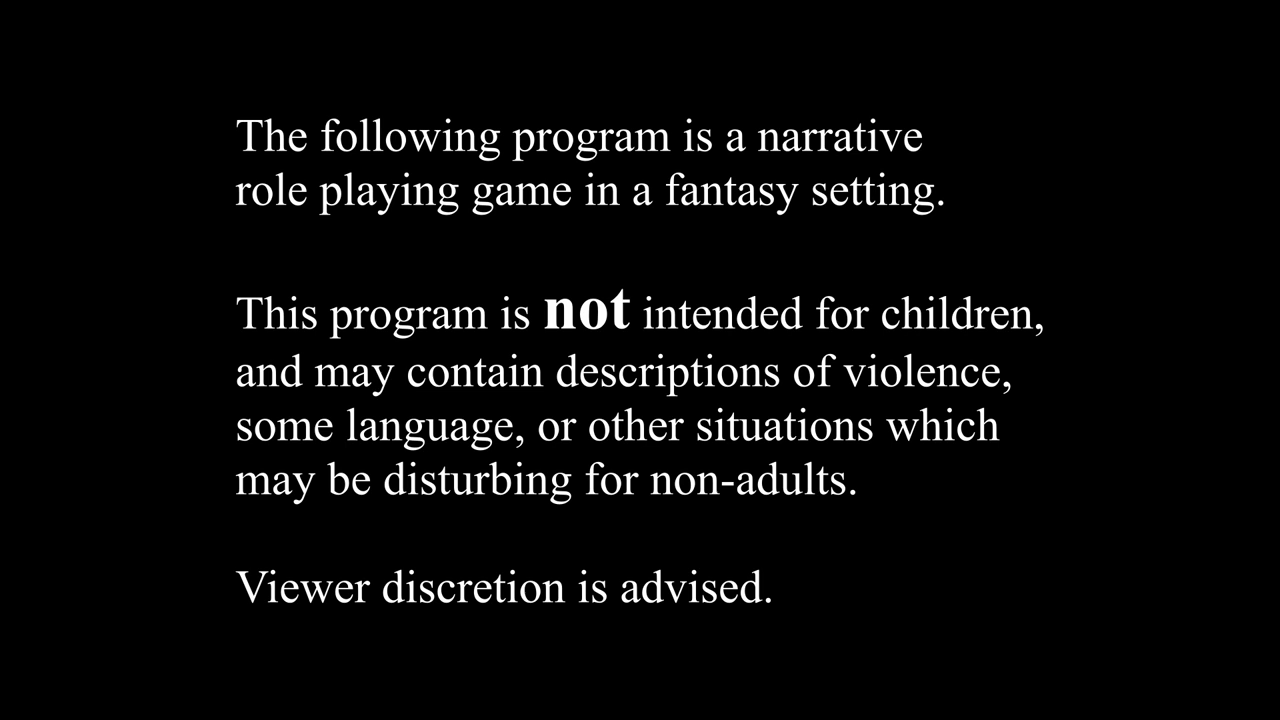 The following program is a narrative
role playing game in a fantasy setting.
This program is not intended for children,
and may contain descriptions of violence,
some language, or other situations which
may be disturbing for non-adults.
Viewer discretion is advised.